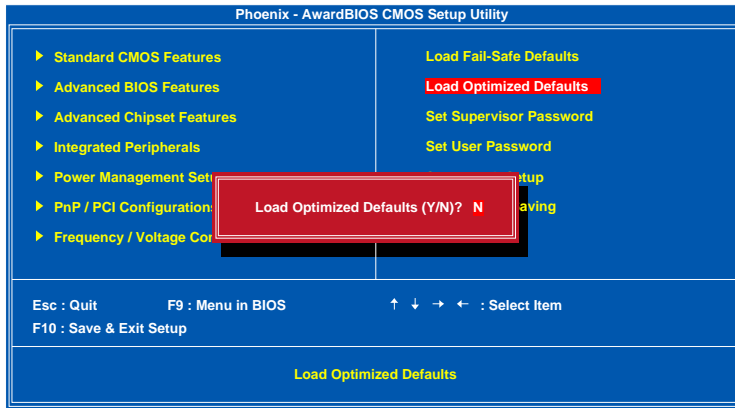 Phoenix - AwardBIOS CMOS Setup Utility
Standard CMOS Features
Advanced BIOS Features
Advanced Chipset Features
Integrated Peripherals
Power Management Set
PnP / PCI Configurations
Frequency / Voltage Con
Load Fail-Safe Defaults
Load Optimized Defaults
Set Supervisor Password
Set User Password
etup
aving
Load Optimized Defaults (Y/N)? N
Esc : Quit F9 : Menu in BIOS ↑ ↓ → ← : Select Item
F10 : Save & Exit Setup
Load Optimized Defaults